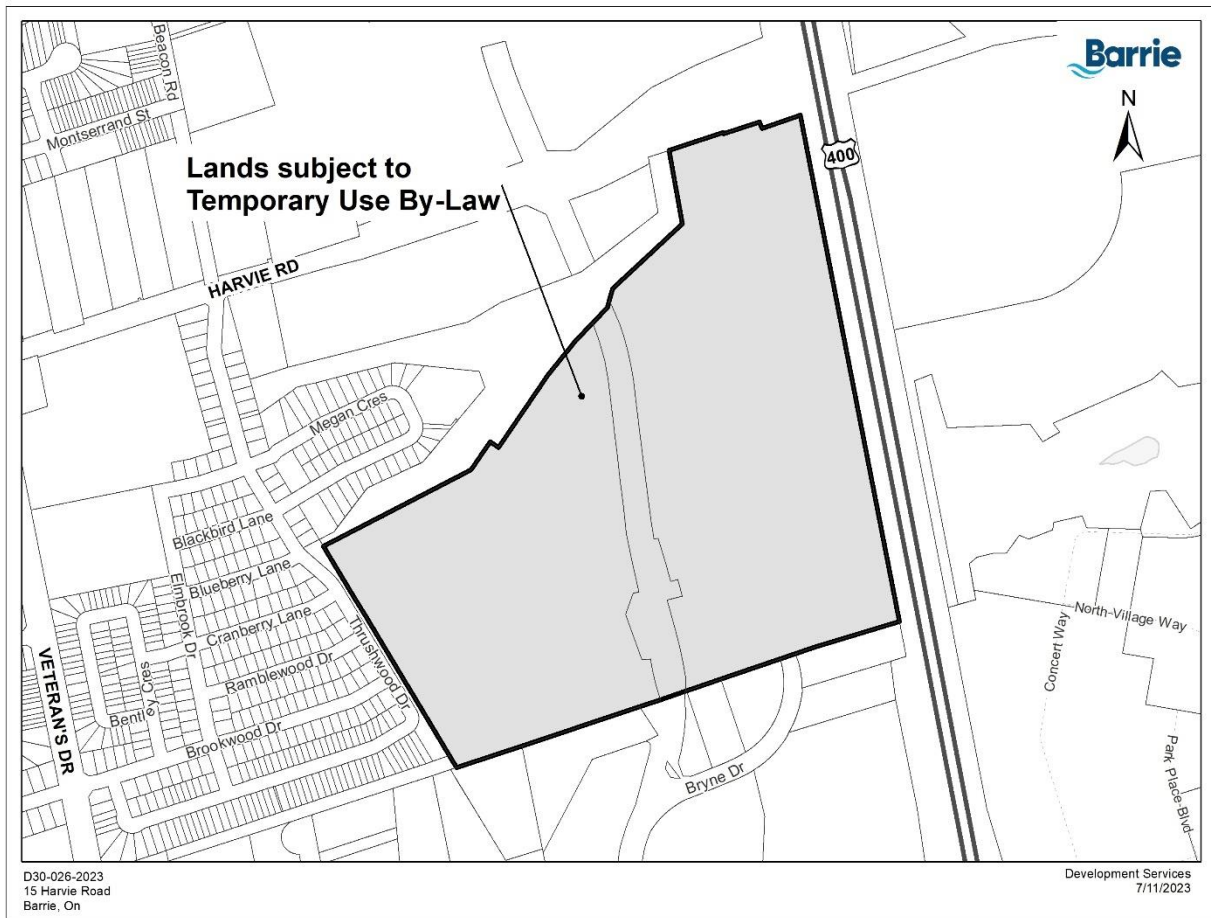 Barrie
N
400
Beacon Rd
Montserrand St
Lands subject to
Temporary Use By-Law
HARVIE RD
Megan Cres
Blackbird Lane
Blueberry Lane
Elmbrook Dr
Cranberry Lane
Thrushwood Dr
Ramblewood Dr
VETERAN'S DR
Bentley Cres
Brookwood Dr
Bryne Dr
North Village Way
Concert Way
Park Place Blvd
D30-026-2023
15 Harvie Road
Barrie, On
Development Services
7/11/2023